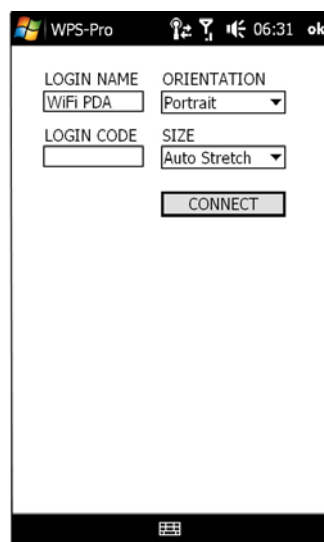 WPS-Pro 06:31 ok
LOGIN NAME ORIENTATION
WiFi PDA Portrait
LOGIN CODE SIZE
Auto Stretch
CONNECT